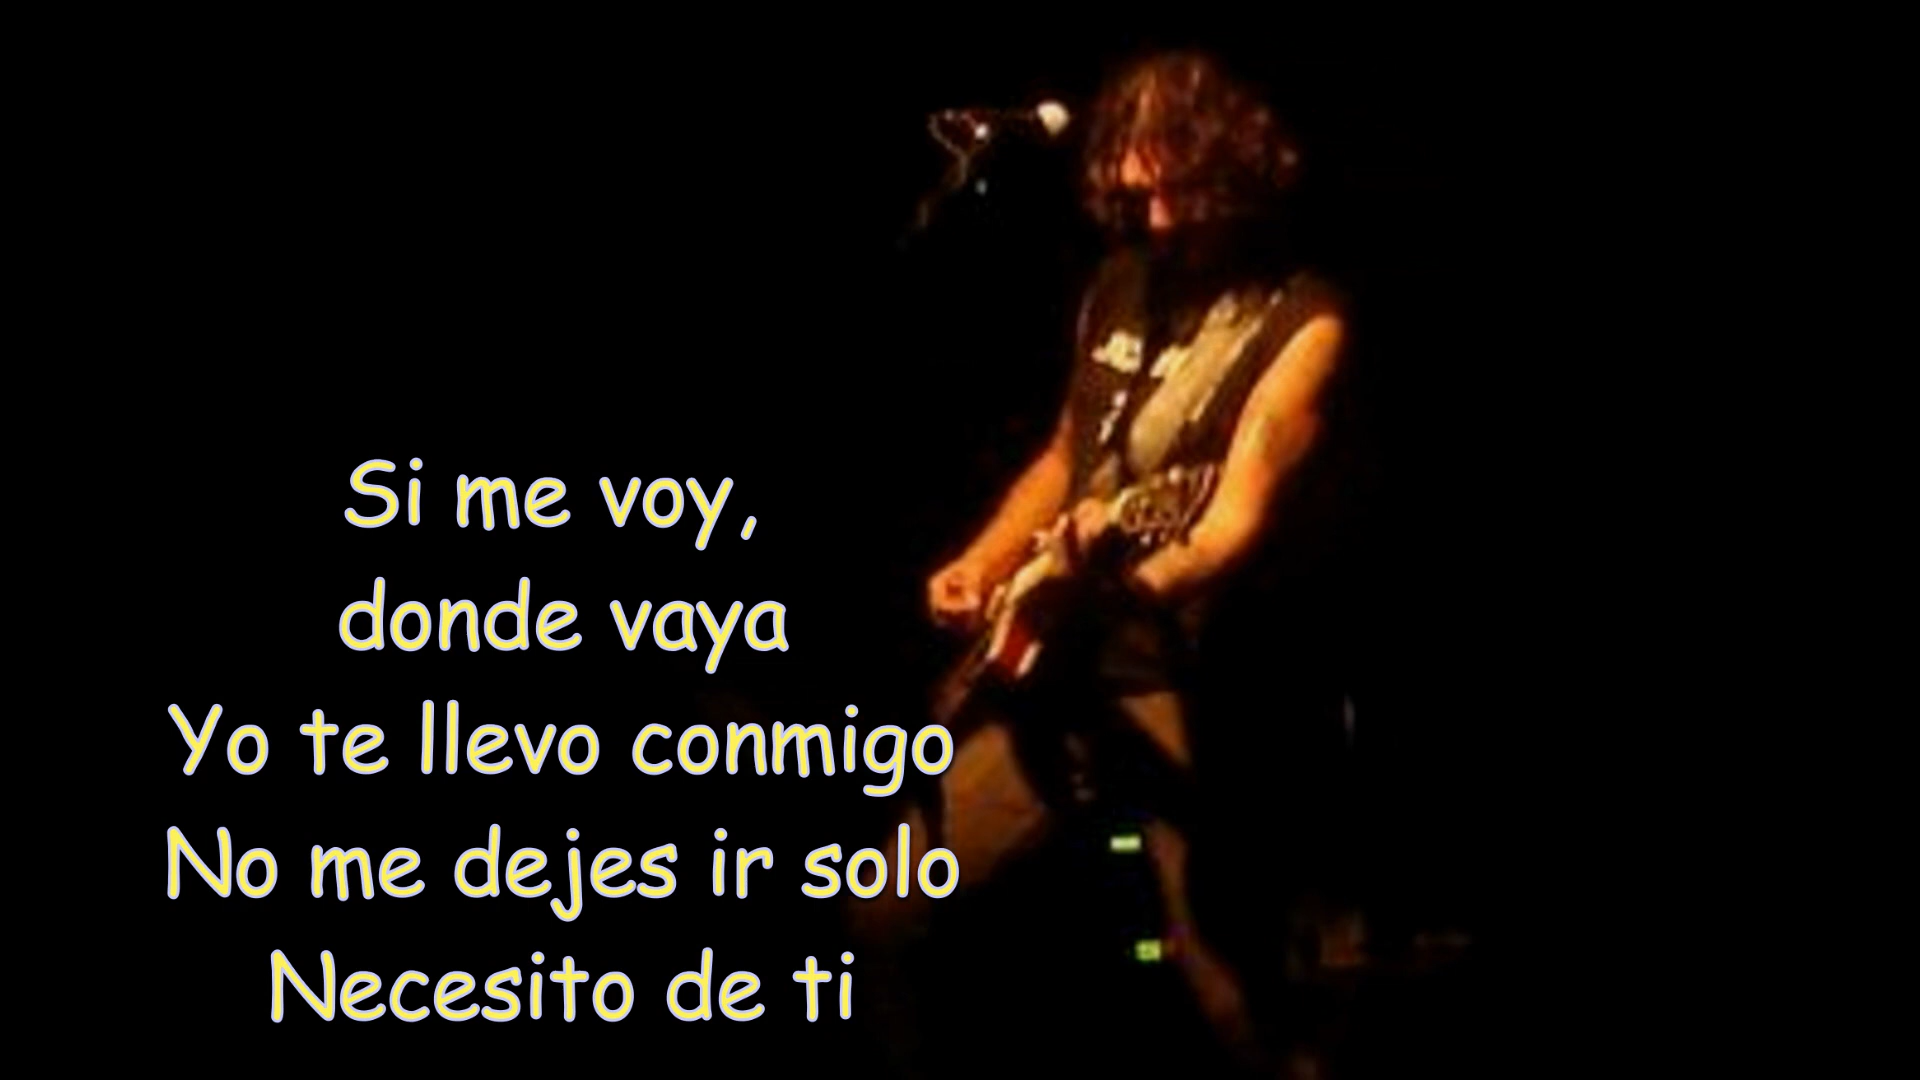 Si me voy,
donde vaya
Yo te llevo conmigo
No me dejes ir solo
Necesito de ti